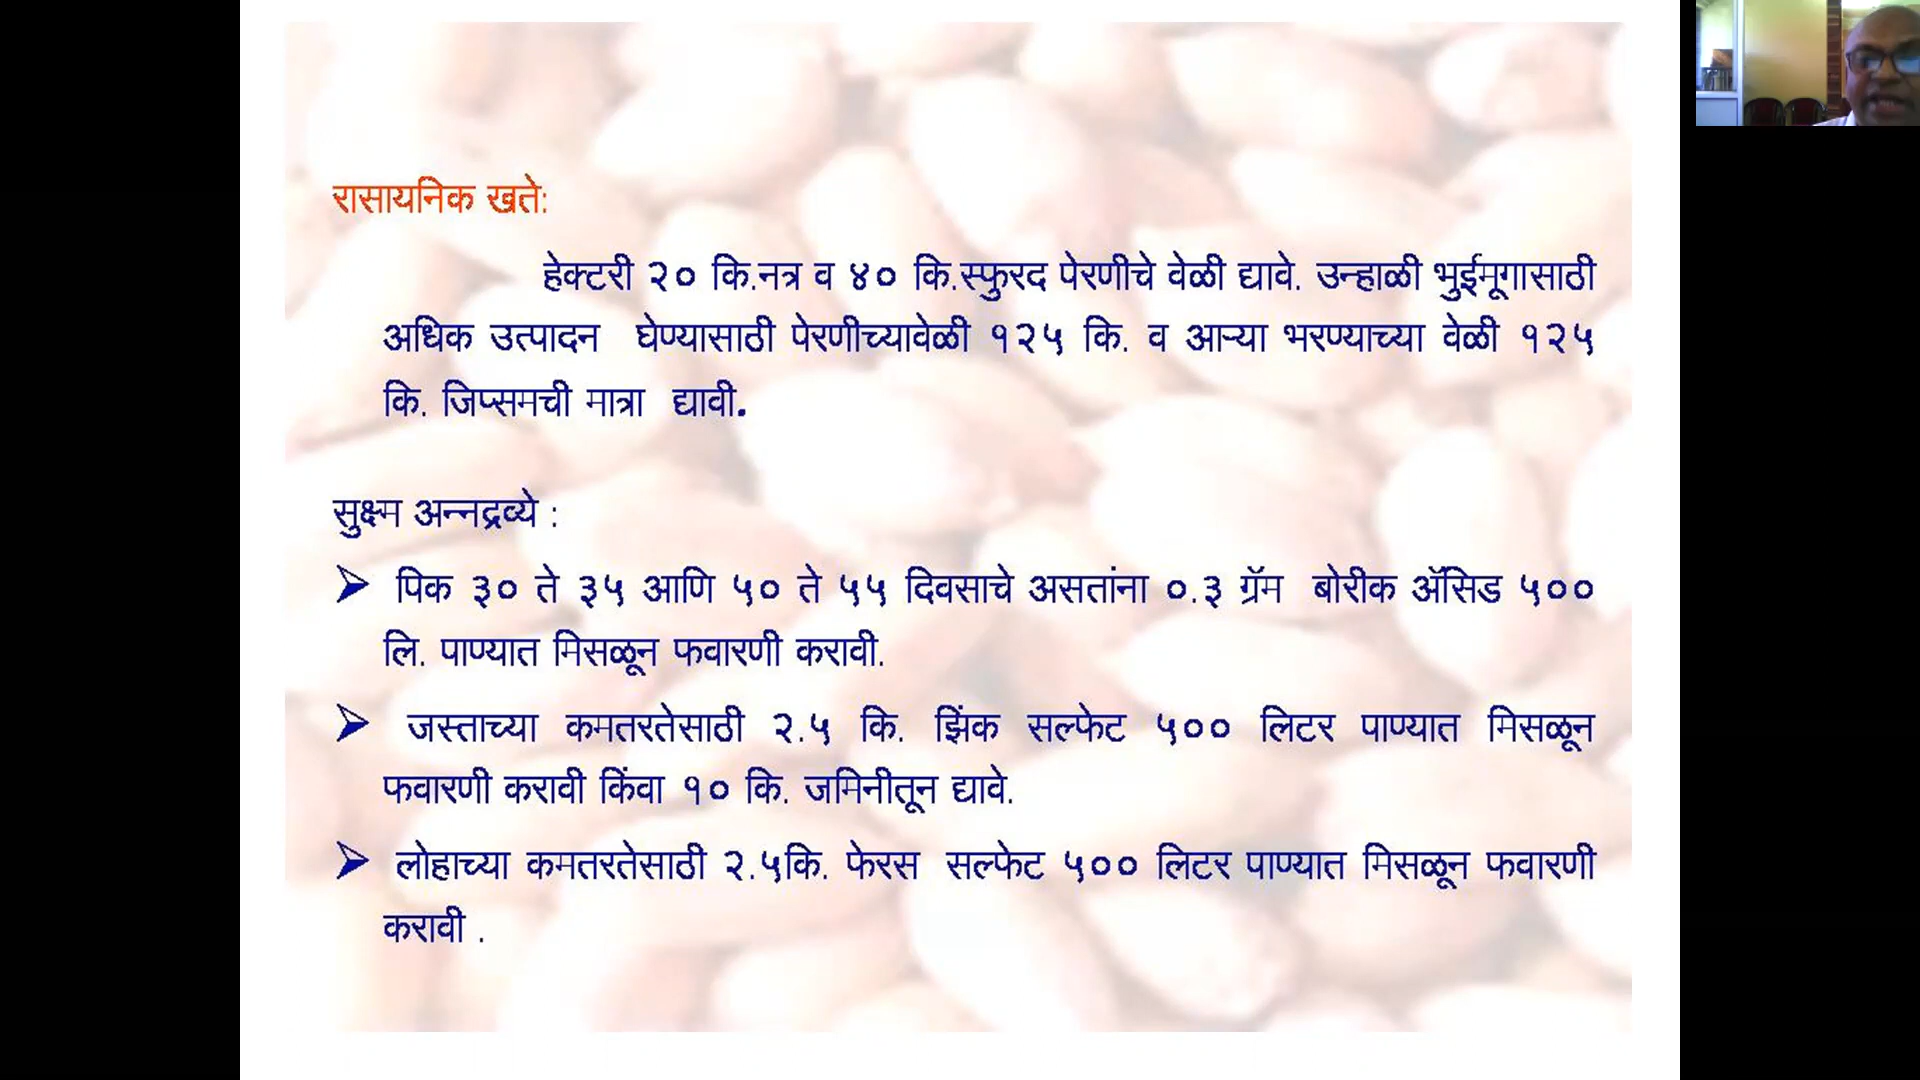 रासायनिक खते:
हेक्टरी २० कि.नत्र व ४० कि.स्फुरद पेरणीचे वेळी द्यावे. उन्हाळी भुईमूगासाठी
अधिक उत्पादन घेण्यासाठी पेरणीच्यावेळी १२५ कि. व आऱ्या भरण्याच्या वेळी १२५
कि. जिप्समची मात्रा द्यावी.
सुक्ष्म अन्नद्रव्ये :
➢ पिक ३० ते ३५ आणि ५० ते ५५ दिवसाचे असतांना ०.३ ग्रॅम बोरीक ॲसिड ५००
लि. पाण्यात मिसळून फवारणी करावी.
➢ जस्ताच्या कमतरतेसाठी २.५ कि. झिंक सल्फेट ५०० लिटर पाण्यात मिसळून
फवारणी करावी किंवा १० कि. जमिनीतून द्यावे.
➢ लोहाच्या कमतरतेसाठी २.५कि. फेरस सल्फेट ५०० लिटर पाण्यात मिसळून फवारणी
करावी .